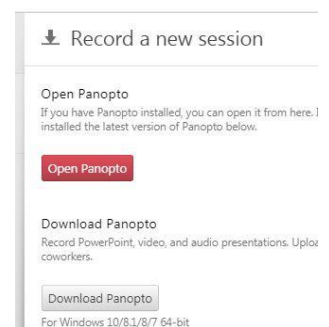 Record a new session
Open Panopto
If you have Panopto installed, you can open it from here.
installed the latest version of Panopto below.
Open Panopto
Download Panopto
Record PowerPoint, video, and audio presentations.
coworkers.
Download Panopto
For Windows 10/8.1/8/7 64-bit